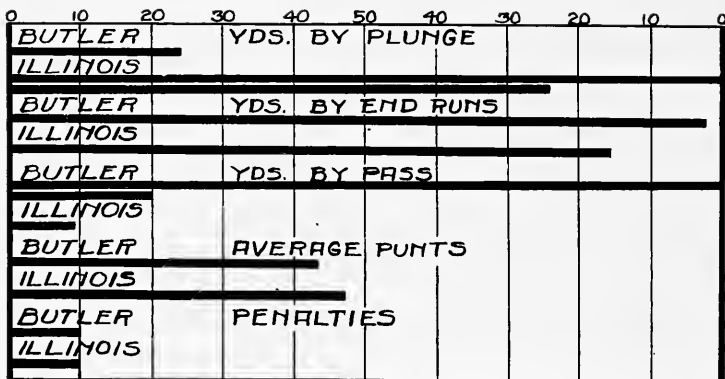 0 10 20 30 40 50 40 30 20 10 0
BUTLER YDS. BY PLUNGE
ILLINOIS
BUTLER YDS. BY END RUNS
ILLINOIS
BUTLER YDS. BY PASS
ILLINOIS
BUTLER AVERAGE PUNTS
ILLINOIS
BUTLER PENALTIES
ILLINOIS